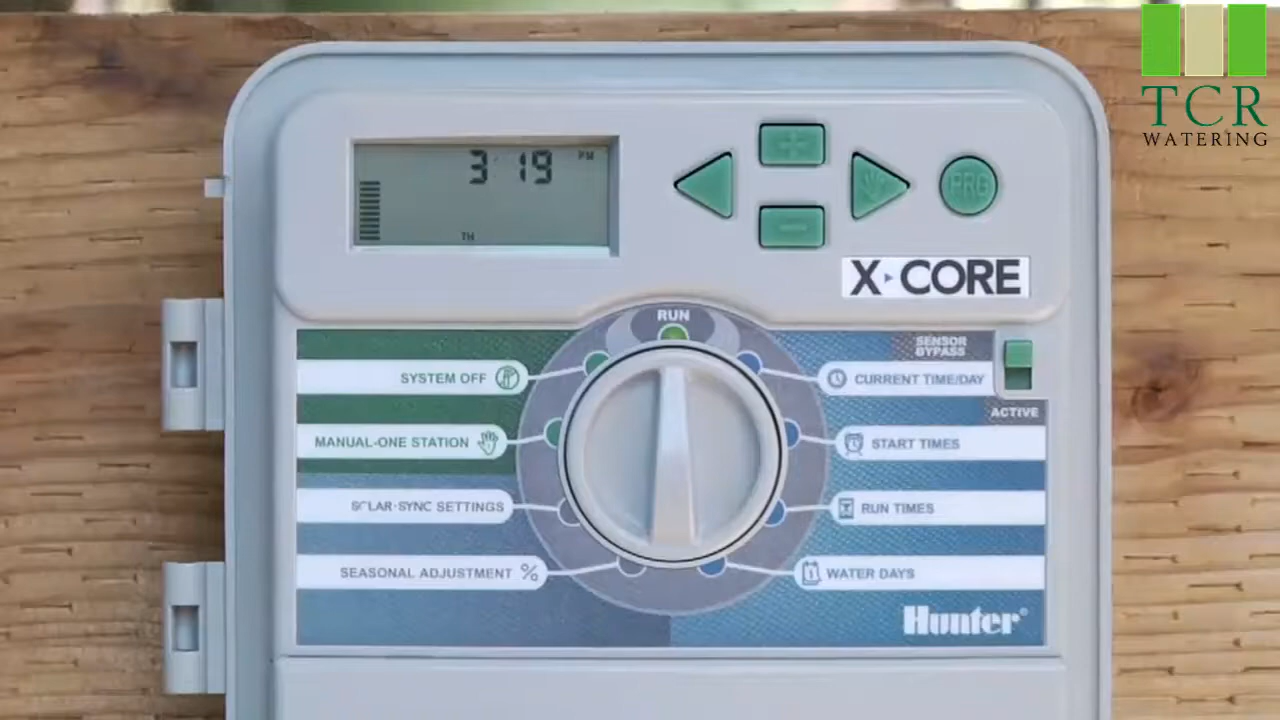 TCR
WATERING
3:19 PM
TH
+
-
PRG
X CORE
RUN
SENSOR
BYPASS
SYSTEM OFF
CURRENT TIME/DAY
ACTIVE
MANUAL-ONE STATION
START TIMES
SOLAR-SYNC SETTINGS
RUN TIMES
SEASONAL ADJUSTMENT %
1 WATER DAYS
Hunter®